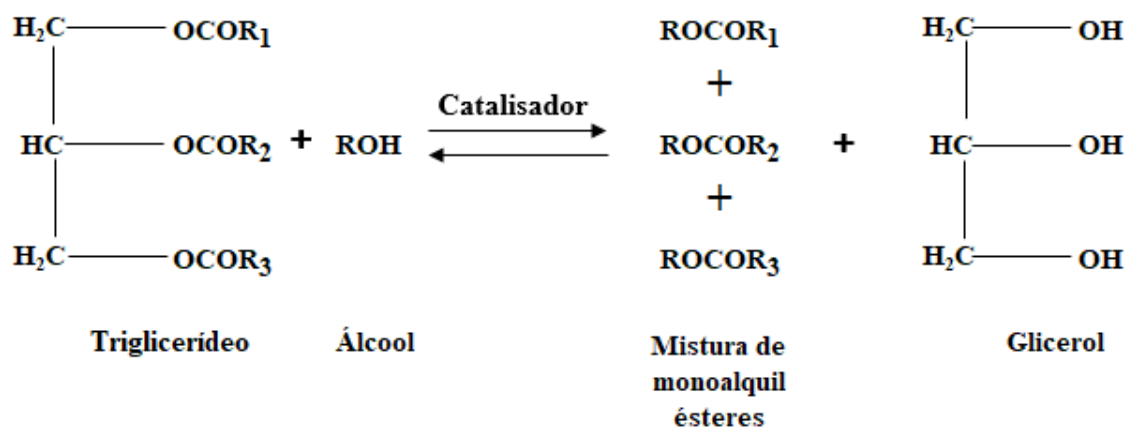 H₂C OCOR₁ ROCOR₁ H₂C OH
+
Catalisador
HC OCOR₂ + ROH ROCOR₂ + HC OH
+
H₂C OCOR₃ ROCOR₃ H₂C OH
Triglicerídeo Álcool Mistura de Glicerol
monoalquil
ésteres